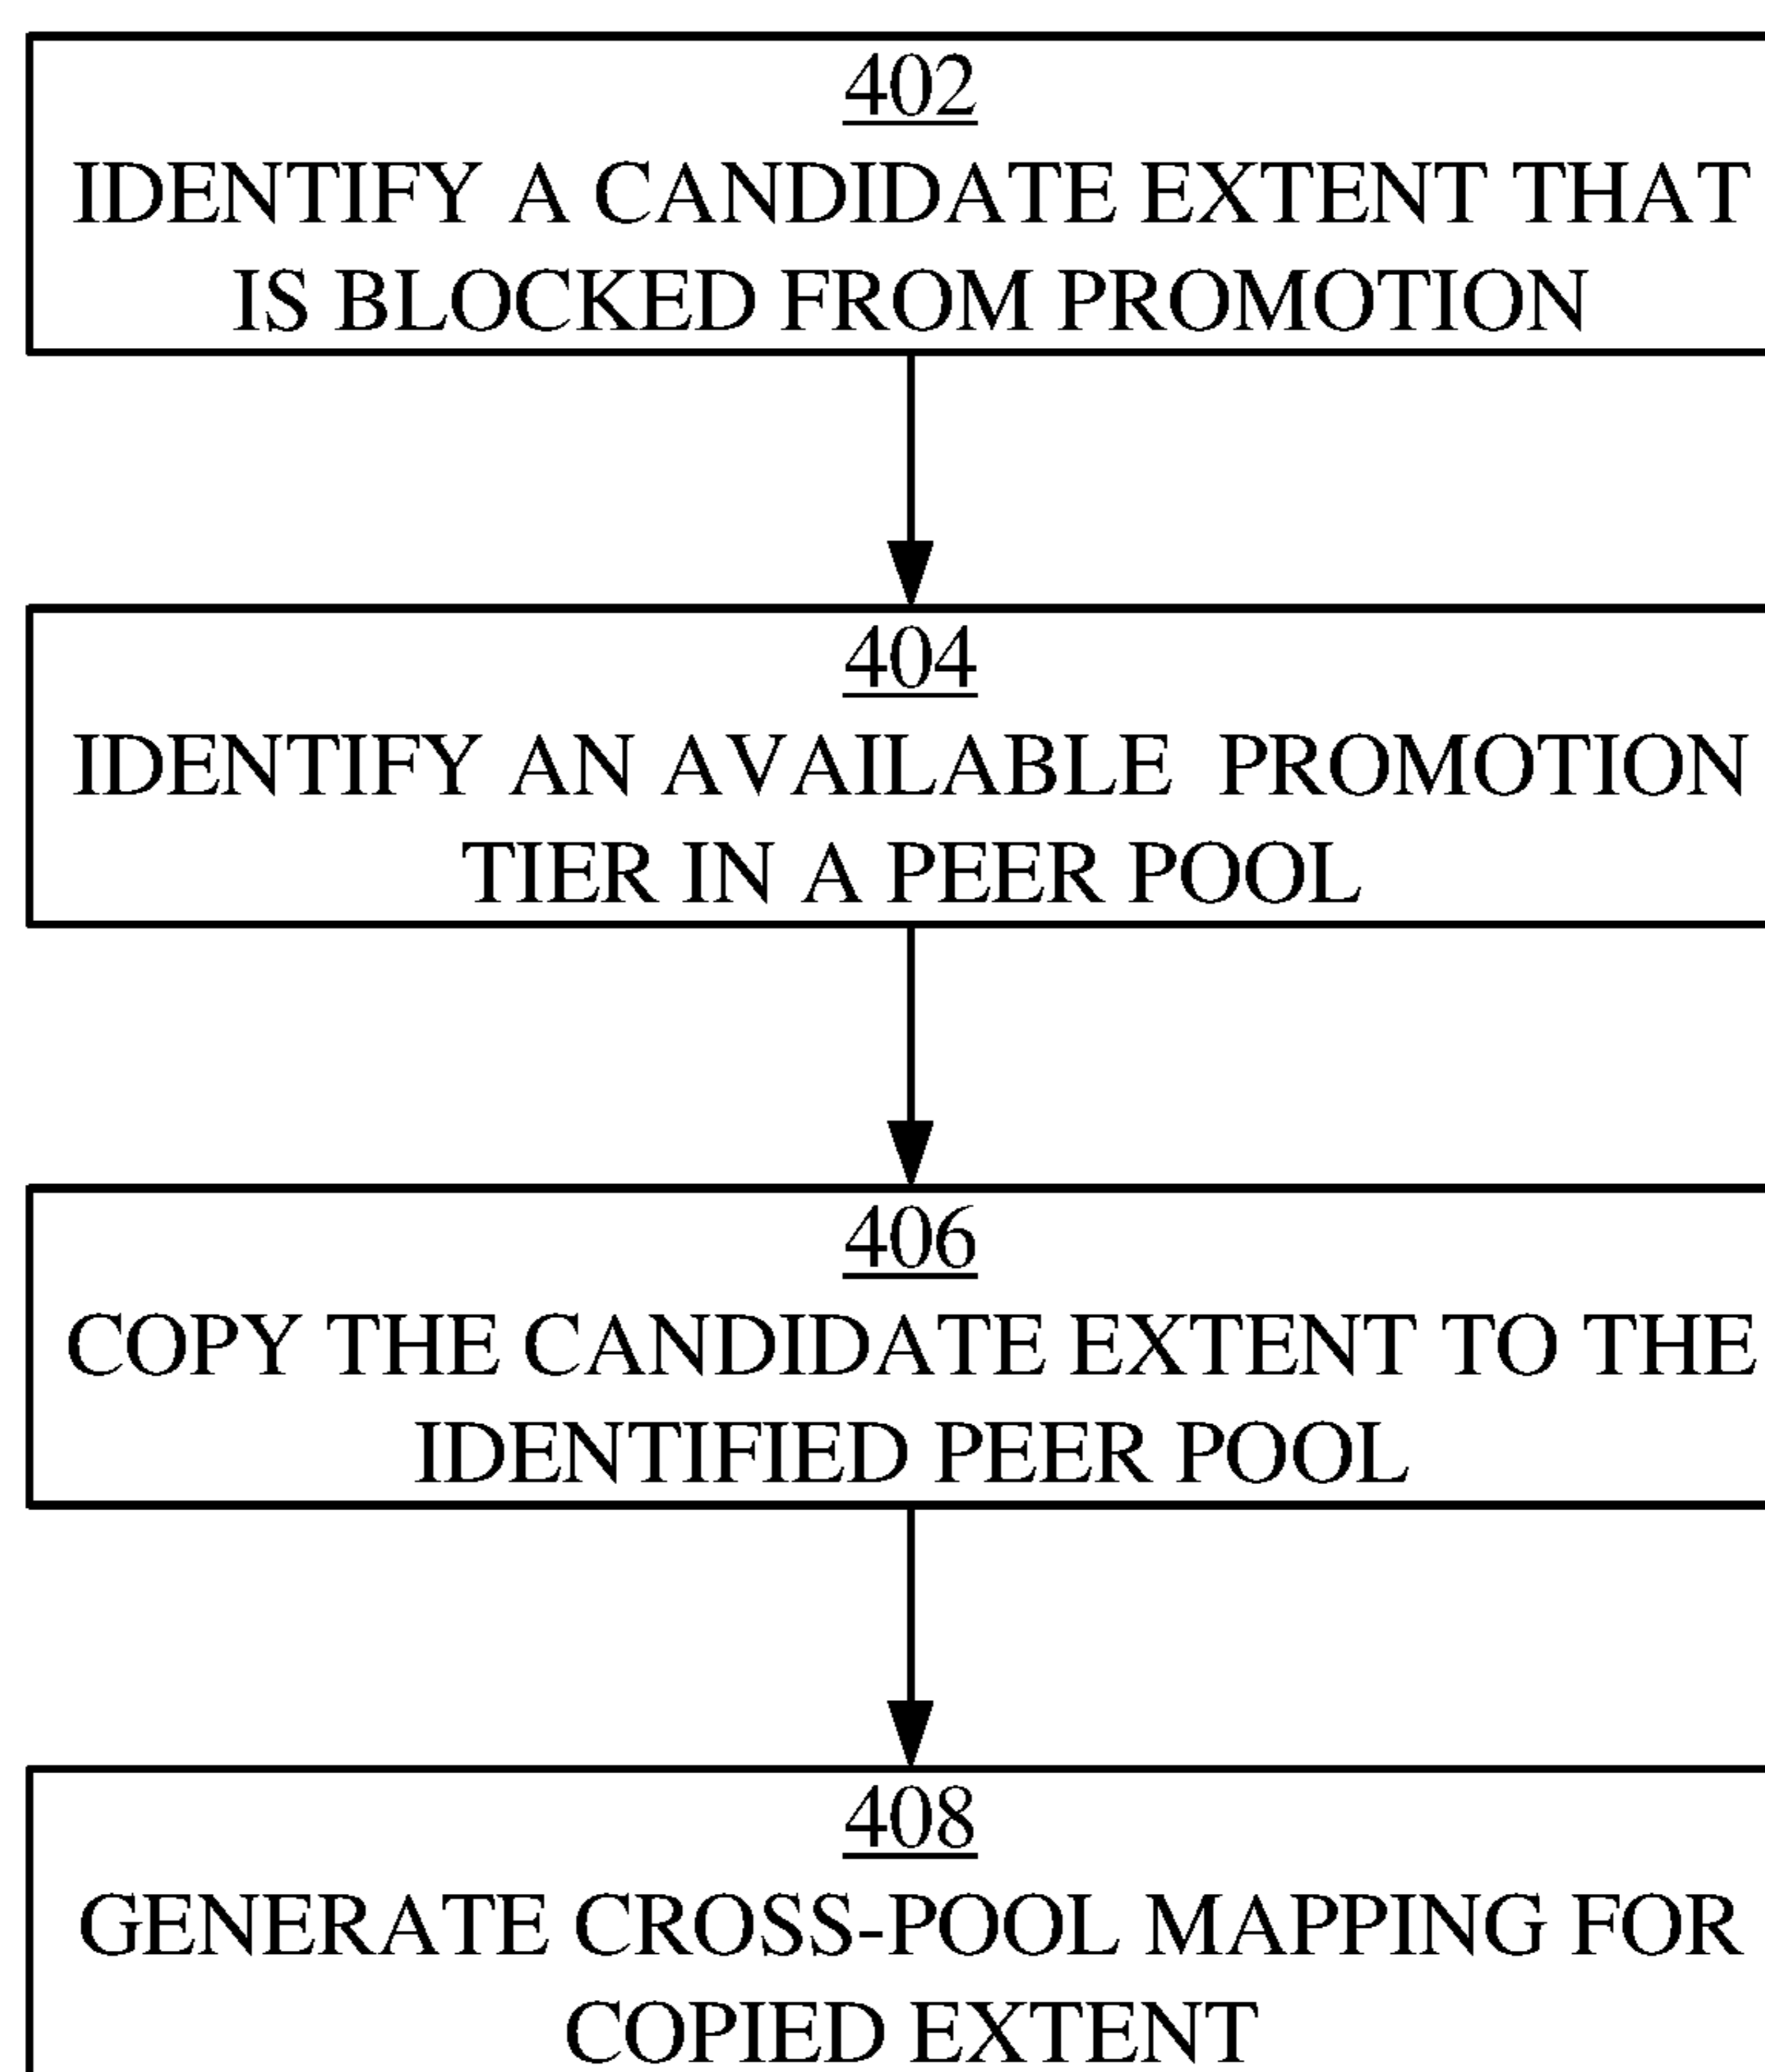 402
IDENTIFY A CANDIDATE EXTENT THAT
IS BLOCKED FROM PROMOTION
404
IDENTIFY AN AVAILABLE PROMOTION
TIER IN A PEER POOL
406
COPY THE CANDIDATE EXTENT TO THE
IDENTIFIED PEER POOL
408
GENERATE CROSS-POOL MAPPING FOR
COPIED EXTENT